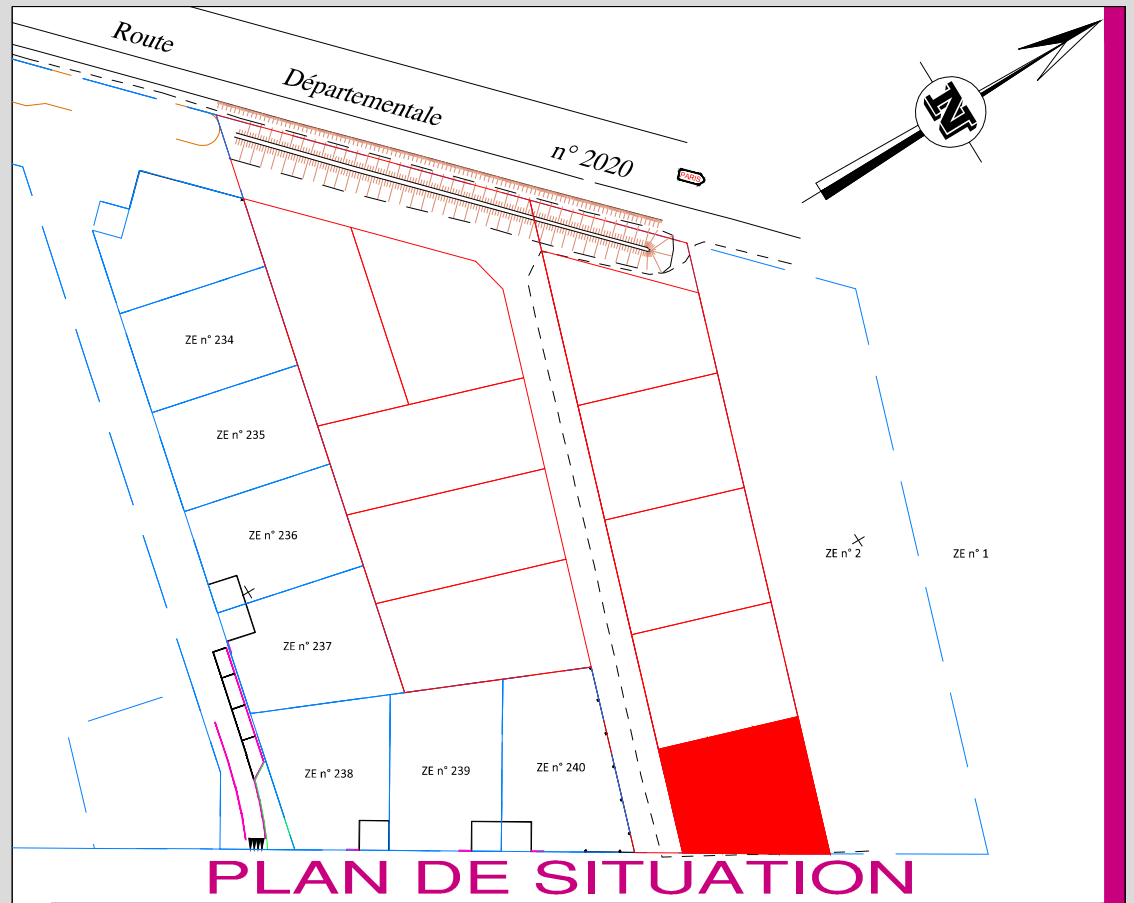 Route
Départementale
n° 2020
PARIS
N
ZE n° 234
ZE n° 235
ZE n° 236
ZE n° 2
ZE n° 1
ZE n° 237
ZE n° 238
ZE n° 239
ZE n° 240
PLAN DE SITUATION